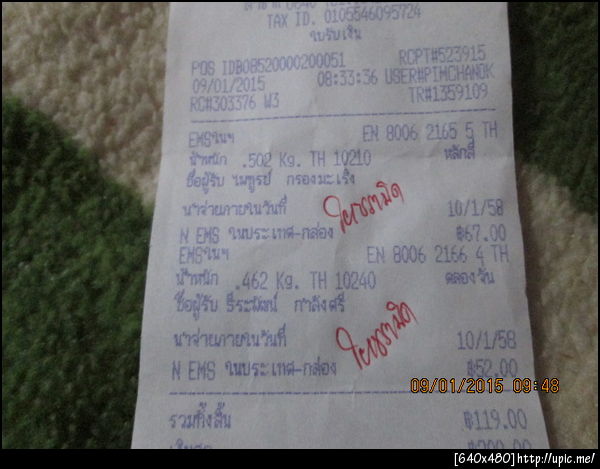 TAX ID. 0105546095724
ใบรับเงิน
POS IDB08520000200051 RCPT#523915
09/01/2015 08:33:36 USER#PIMCHANOK
RC#303376 W3 TR#1359109
EMSในฯ EN 8006 2165 5 TH
น้ำหนัก .502 Kg. TH 10210 หลักสี่
ชื่อผู้รับ ไพฑูรย์ กรองมะเริง
นำจ่ายภายในวันที่ 10/1/58
N EMS ในประเทศ-กล่อง ฿67.00
EMSในฯ EN 8006 2166 4 TH
น้ำหนัก .462 Kg. TH 10240 คลองจั่น
ชื่อผู้รับ ธีระพัฒน์ กำลังศรี
นำจ่ายภายในวันที่ 10/1/58
N EMS ในประเทศ-กล่อง ฿52.00
09/01/2015 09:48
รวมทั้งสิ้น ฿119.00
[640x480]http://upic.me/